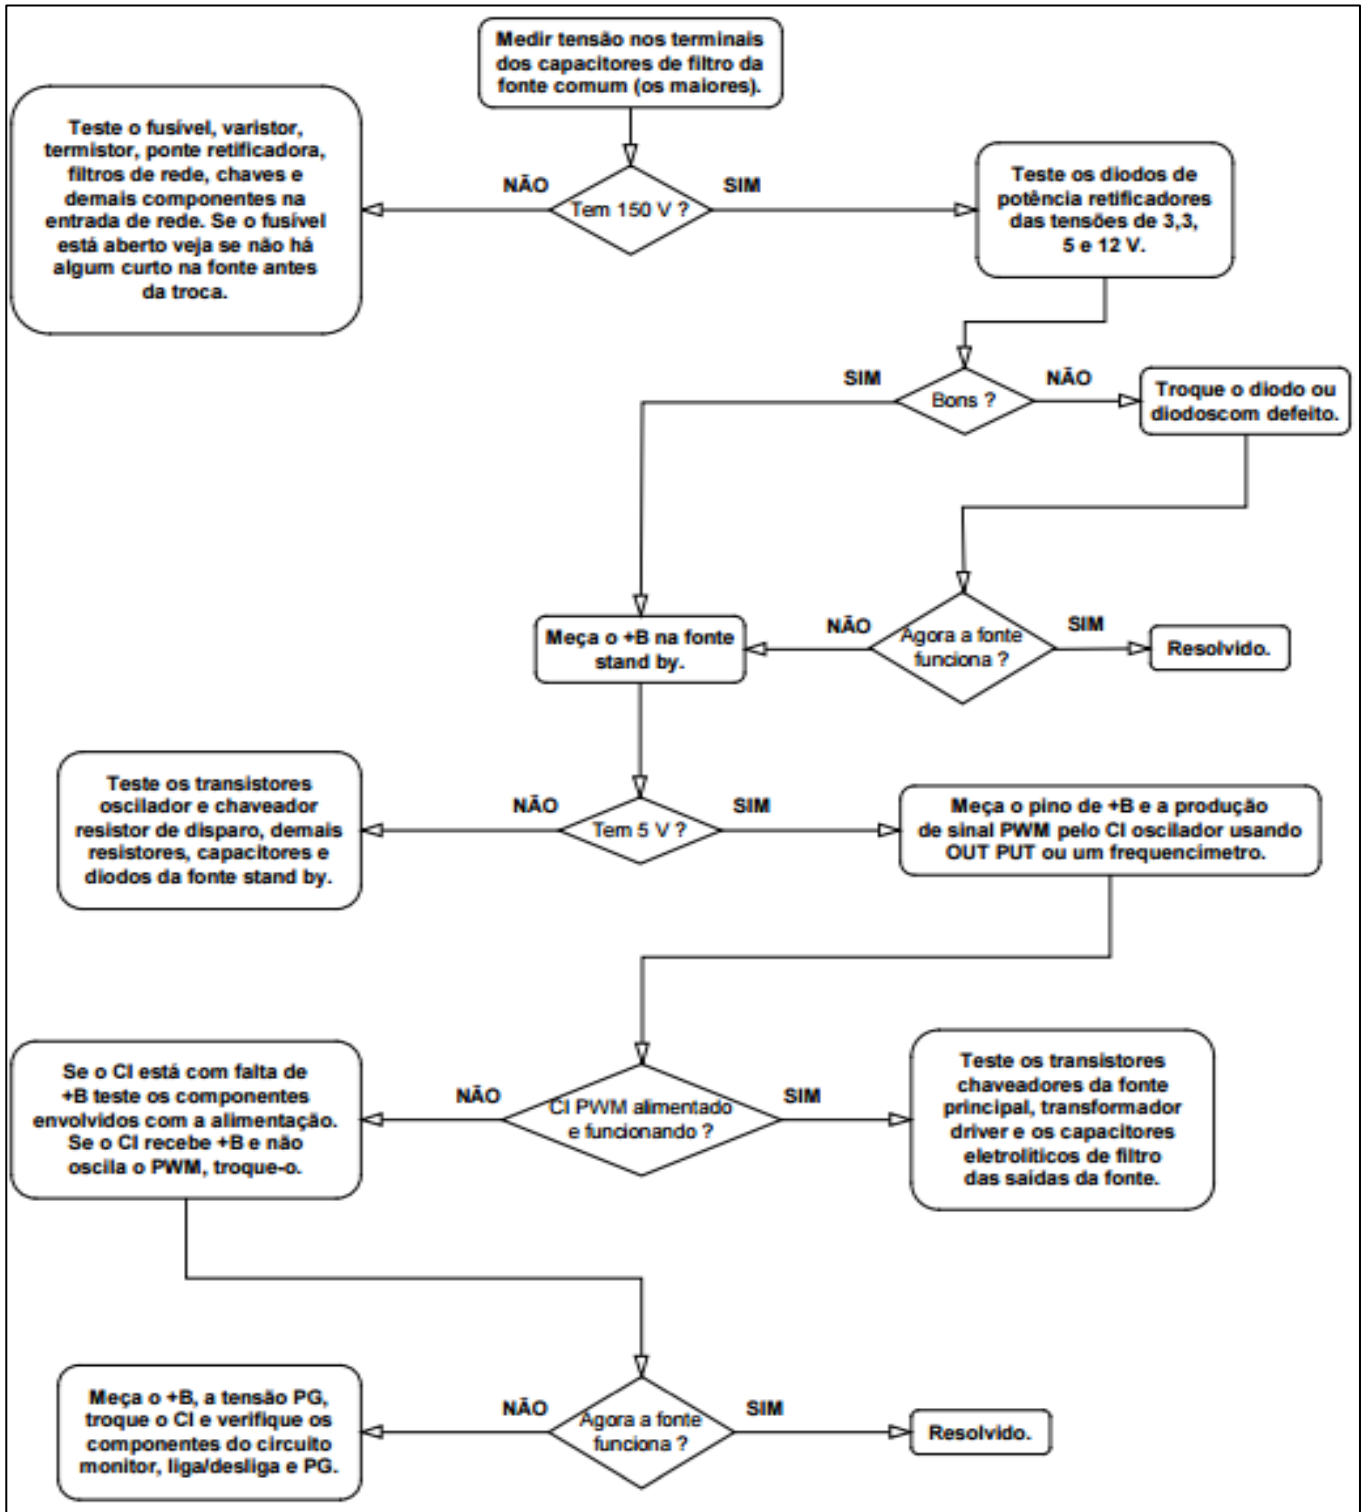 Medir tensão nos terminais
dos capacitores de filtro da
fonte comum (os maiores).
Teste o fusível, varistor,
termistor, ponte retificadora,
filtros de rede, chaves e
demais componentes na
entrada de rede. Se o fusível
está aberto veja se não há
algum curto na fonte antes
da troca.
NÃO
Tem 150 V ?
SIM
Teste os diodos de
potência retificadores
das tensões de 3,3,
5 e 12 V.
SIM
Bons ?
NÃO
Troque o diodo ou
diodoscom defeito.
Meça o +B na fonte
stand by.
NÃO
Agora a fonte
funciona ?
SIM
Resolvido.
Teste os transistores
oscilador e chaveador
resistor de disparo, demais
resistores, capacitores e
diodos da fonte stand by.
NÃO
Tem 5 V ?
SIM
Meça o pino de +B e a produção
de sinal PWM pelo CI oscilador usando
OUT PUT ou um frequencímetro.
Se o CI está com falta de
+B teste os componentes
envolvidos com a alimentação.
Se o CI recebe +B e não
oscila o PWM, troque-o.
NÃO
CI PWM alimentado
e funcionando ?
SIM
Teste os transistores
chaveadores da fonte
principal, transformador
driver e os capacitores
eletrolíticos de filtro
das saídas da fonte.
Meça o +B, a tensão PG,
troque o CI e verifique os
componentes do circuito
monitor, liga/desliga e PG.
NÃO
Agora a fonte
funciona ?
SIM
Resolvido.